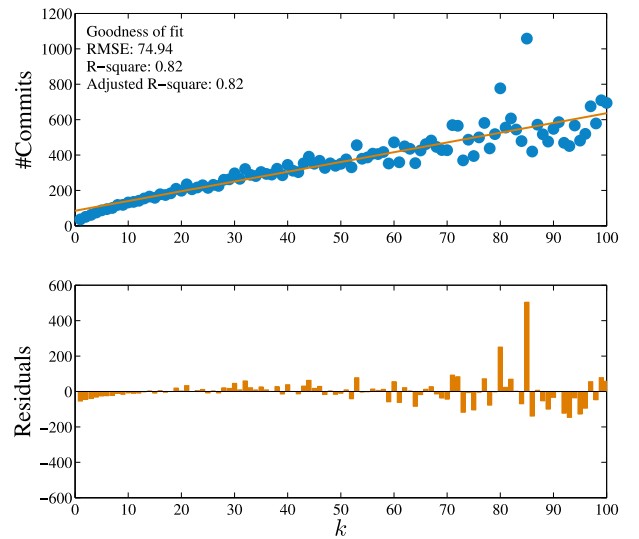 1200
1000
800
600
400
200
0
#Commits
Goodness of fit
RMSE: 74.94
R−square: 0.82
Adjusted R−square: 0.82
0 10 20 30 40 50 60 70 80 90 100
600
400
200
0
−200
−400
−600
Residuals
0 10 20 30 40 50 60 70 80 90 100
k